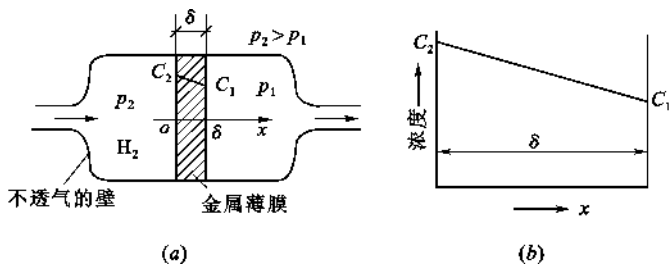 δ
p₂>p₁
C₂
C₁
p₂
p₁
o
δ
x
H₂
不透气的壁
金属薄膜
(a)
C₂
C₁
浓度
δ
x
(b)